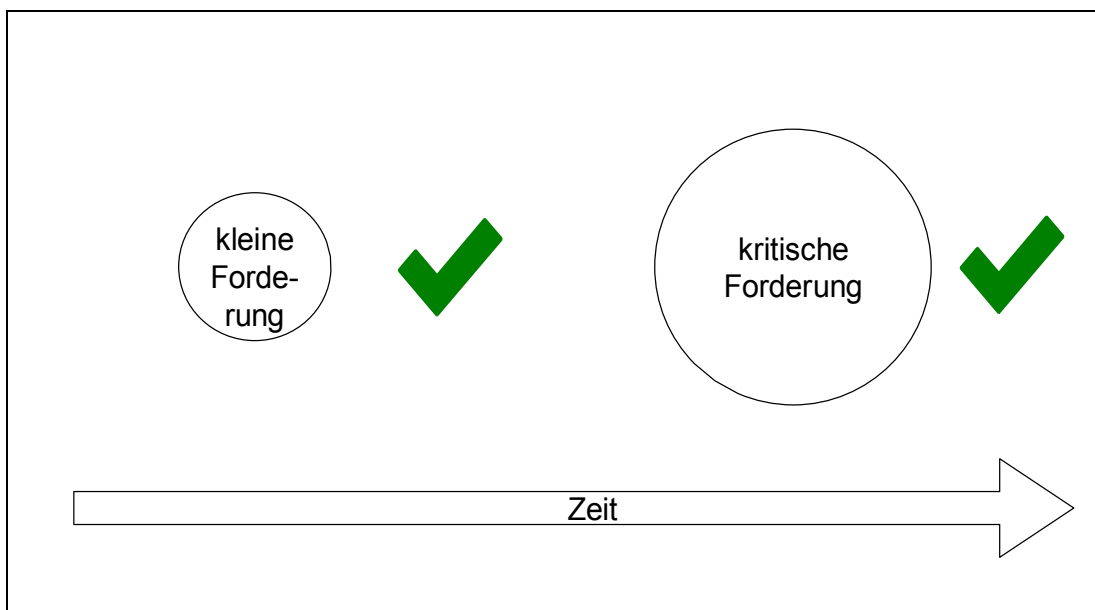 kleine
Forde-
rung
kritische
Forderung
Zeit